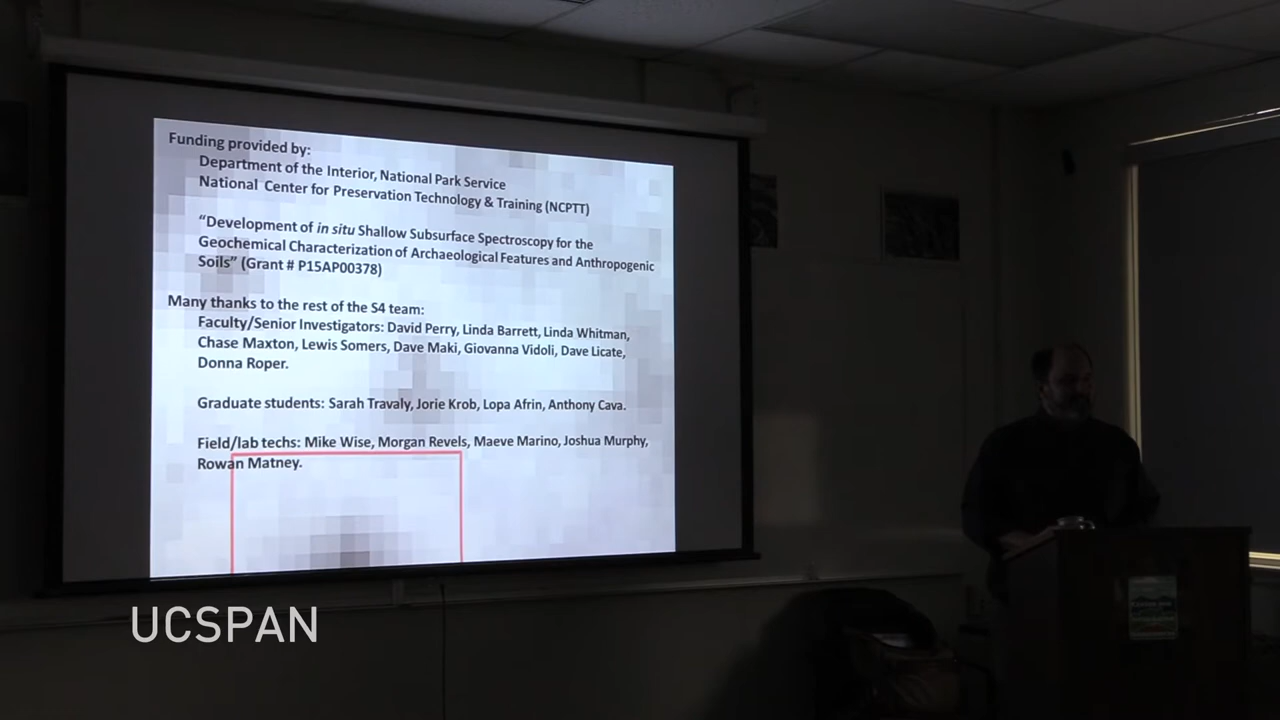 Funding provided by:
Department of the Interior, National Park Service
National Center for Preservation Technology & Training (NCPTT)
“Development of in situ Shallow Subsurface Spectroscopy for the
Geochemical Characterization of Archaeological Features and Anthropogenic
Soils” (Grant # P15AP00378)
Many thanks to the rest of the S4 team:
Faculty/Senior Investigators: David Perry, Linda Barrett, Linda Whitman,
Chase Maxton, Lewis Somers, Dave Maki, Giovanna Vidoli, Dave Licate,
Donna Roper.
Graduate students: Sarah Travaly, Jorie Krob, Lopa Afrin, Anthony Cava.
Field/lab techs: Mike Wise, Morgan Revels, Maeve Marino, Joshua Murphy,
Rowan Matney.
UCSPAN